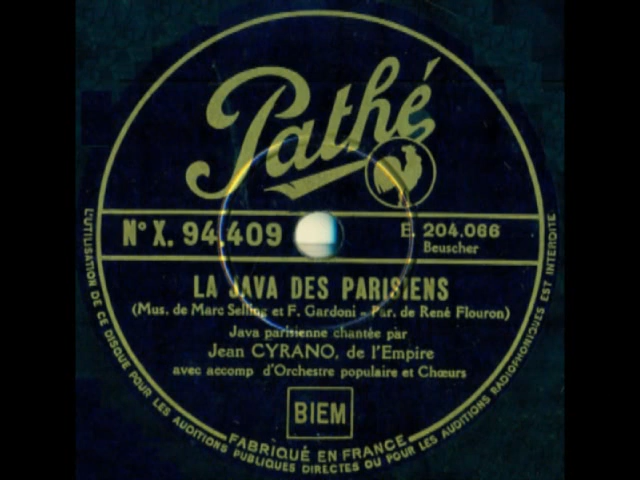 Pathé
N° X. 94.409
E. 204.066
Beuscher
LA JAVA DES PARISIENS
(Mus. de Marc Selling et F. Gardoni - Par. de René Flouron)
Java parisienne chantée par
Jean CYRANO, de l'Empire
avec accomp d'Orchestre populaire et Chœurs
BIEM
FABRIQUÉ EN FRANCE
L'UTILISATION DE CE DISQUE POUR LES AUDITIONS PUBLIQUES DIRECTES OU POUR LES AUDITIONS RADIOPHONIQUES EST INTERDITE